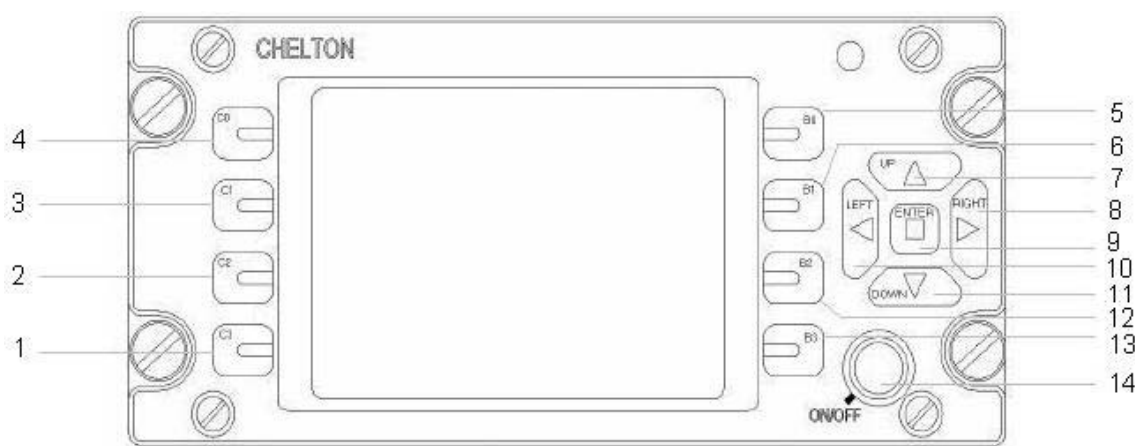 CHELTON
4 C0 B0 5
3 C1 B1 6
UP 7
LEFT ENTER RIGHT 8
9
2 C2 B2 10
DOWN 11
12
1 C3 B3 13
14
ON/OFF